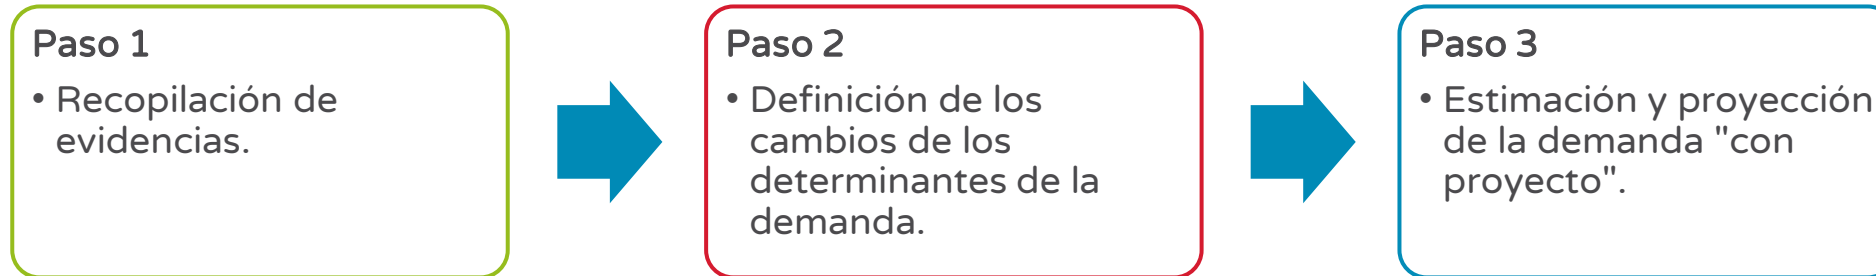 Paso 1
• Recopilación de
evidencias.
Paso 2
• Definición de los
cambios de los
determinantes de la
demanda.
Paso 3
• Estimación y proyección
de la demanda "con
proyecto".